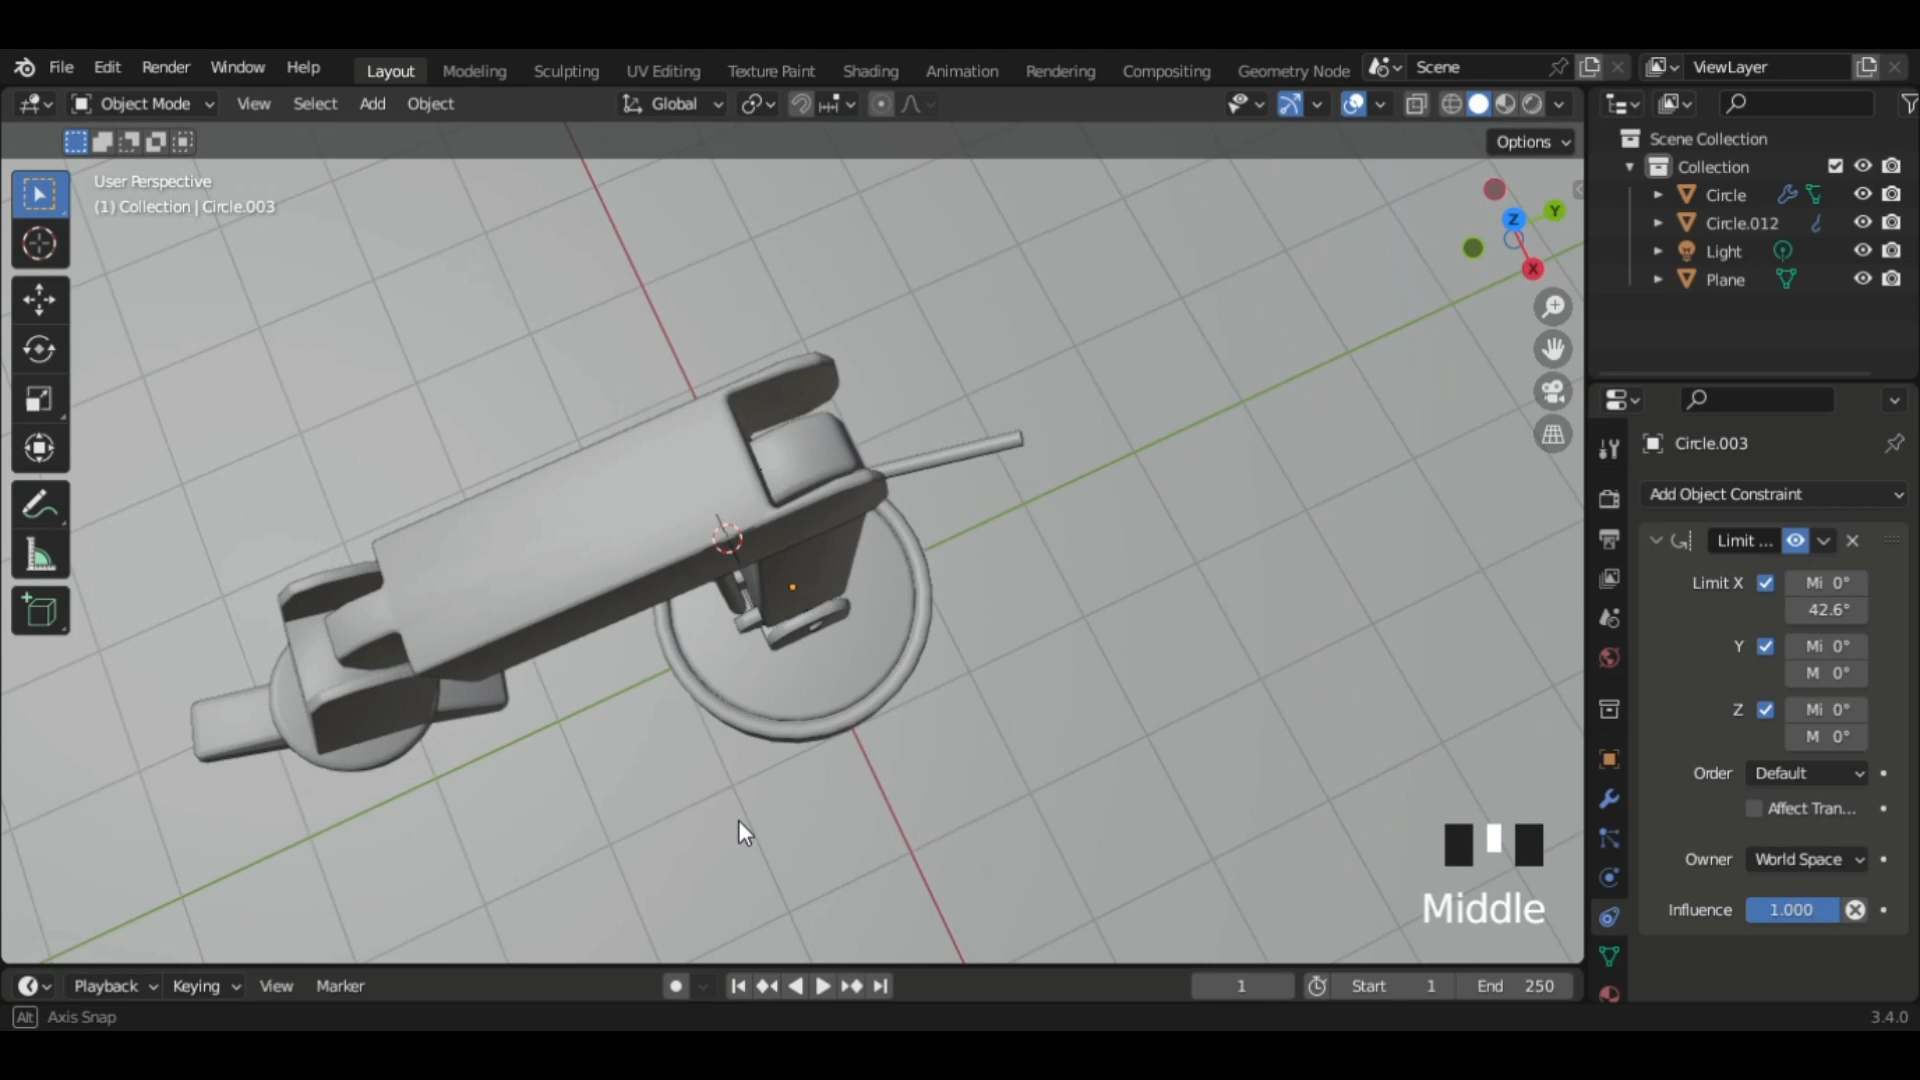 File Edit Render Window Help Layout Modeling Sculpting UV Editing Texture Paint Shading Animation Rendering Compositing Geometry Node Scene ViewLayer
Object Mode View Select Add Object Global
Options
User Perspective
(1) Collection | Circle.003
Z Y X
Scene Collection
Collection
Circle
Circle.012
Light
Plane
Circle.003
Add Object Constraint
Limit ...
Limit X Mi 0°
42.6°
Y Mi 0°
M 0°
Z Mi 0°
M 0°
Order Default
Affect Tran...
Owner World Space
Influence 1.000
Middle
Playback Keying View Marker 1 Start 1 End 250
Alt Axis Snap 3.4.0